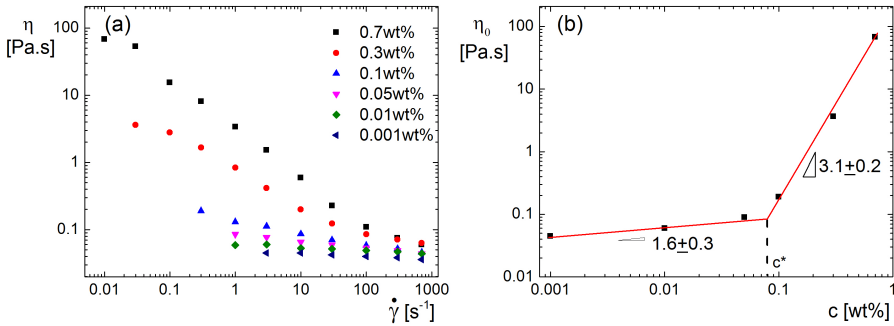 η
[Pa.s]
(a)
100
10
1
0.1
0.7wt%
0.3wt%
0.1wt%
0.05wt%
0.01wt%
0.001wt%
0.01 0.1 1 10 100 1000
γ̇ [s⁻¹]
η₀
[Pa.s]
(b)
100
10
1
0.1
0.01
3.1±0.2
1.6±0.3
c*
0.001 0.01 0.1 1
c [wt%]